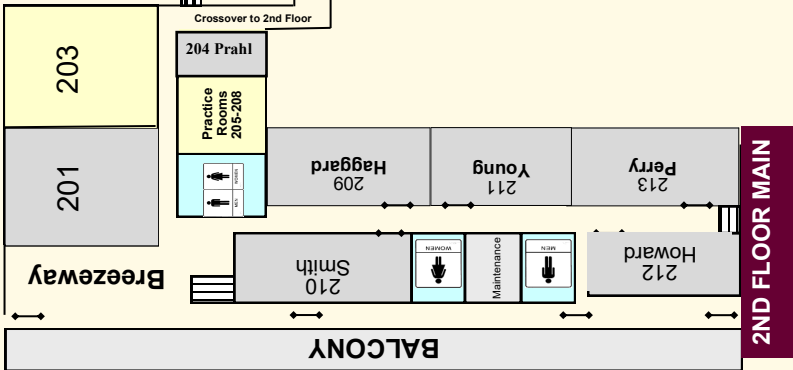 Crossover to 2nd Floor
203
204 Prahl
Practice
Rooms
205-208
201
WOMEN
MEN
Haggard
209
Young
211
Perry
213
Breezeway
Smith
210
WOMEN
Maintenance
MEN
Howard
212
BALCONY
2ND FLOOR MAIN